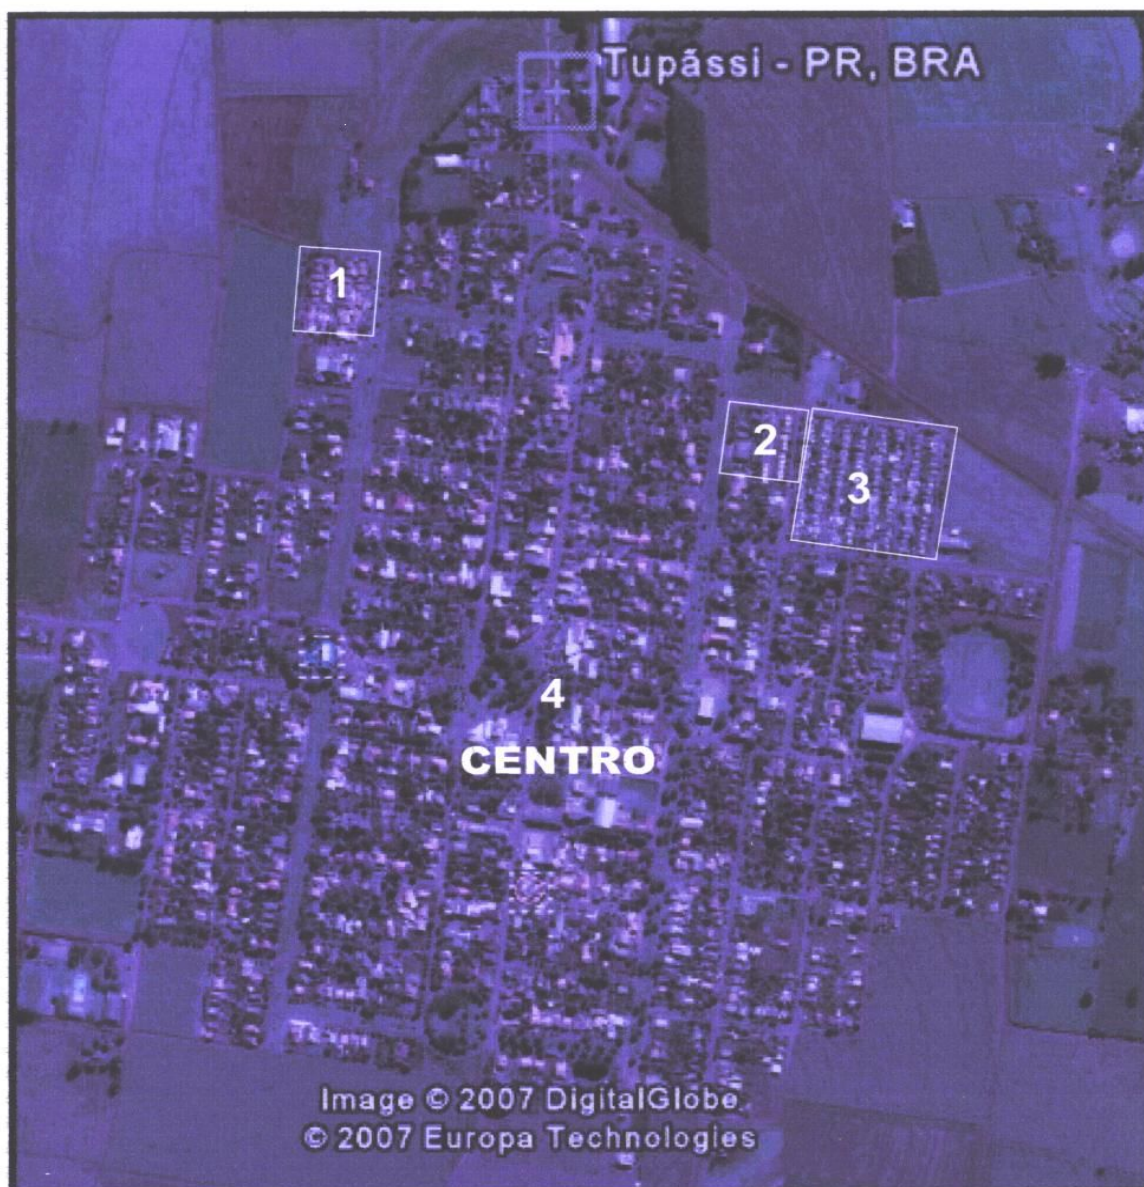 Tupãssi - PR, BRA
1
2
3
4
CENTRO
Image © 2007 DigitalGlobe
© 2007 Europa Technologies